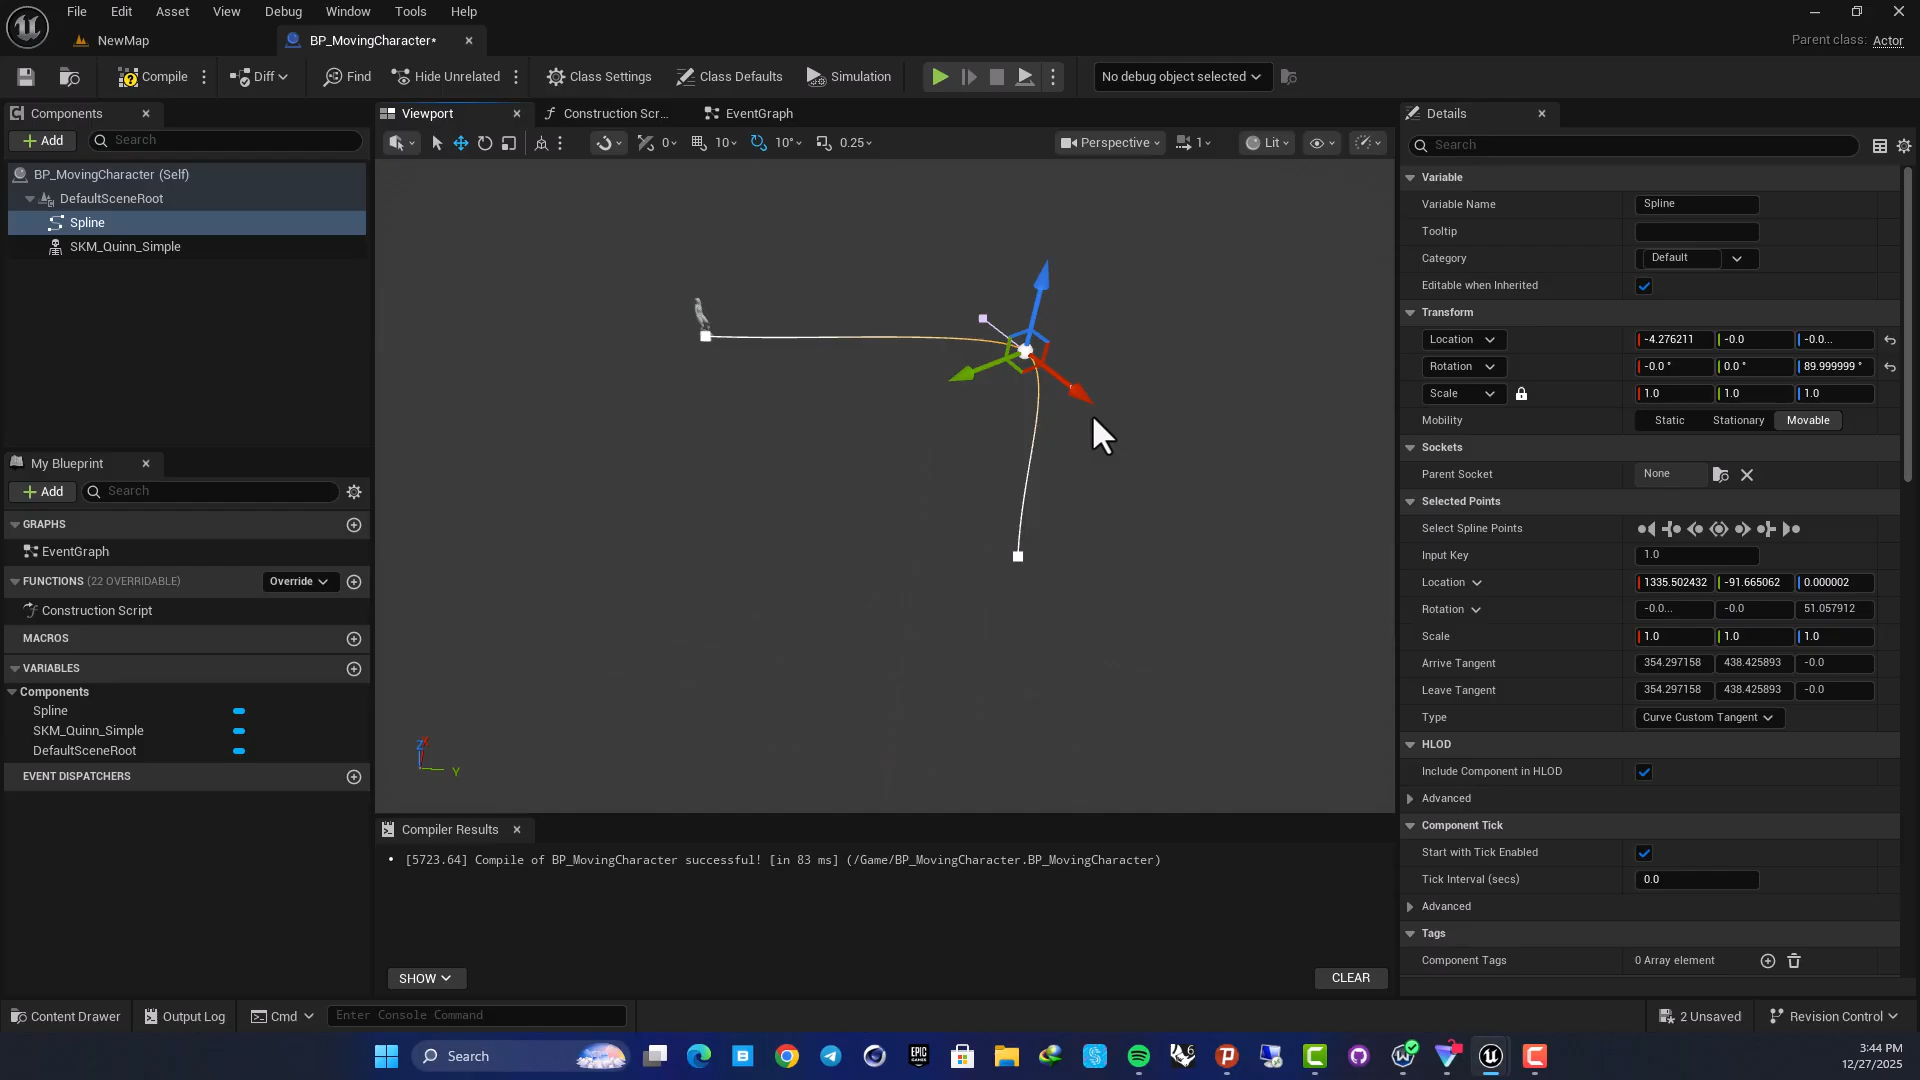 File Edit Asset View Debug Window Tools Help
NewMap
BP_MovingCharacter*
Parent class: Actor
Compile
Diff
Find
Hide Unrelated
Class Settings
Class Defaults
Simulation
No debug object selected
Components
Add
Search
BP_MovingCharacter (Self)
DefaultSceneRoot
Spline
SKM_Quinn_Simple
My Blueprint
Add
Search
GRAPHS
EventGraph
FUNCTIONS (22 OVERRIDABLE)
Override
Construction Script
MACROS
VARIABLES
Components
Spline
SKM_Quinn_Simple
DefaultSceneRoot
EVENT DISPATCHERS
Viewport
Construction Scr...
EventGraph
0
10
10°
0.25
Perspective
1
Lit
Z
X
Y
Compiler Results
[5723.64] Compile of BP_MovingCharacter successful! [in 83 ms] (/Game/BP_MovingCharacter.BP_MovingCharacter)
SHOW
CLEAR
Details
Search
Variable
Variable Name Spline
Tooltip
Category Default
Editable when Inherited
Transform
Location -4.276211 -0.0 -0.0...
Rotation -0.0 ° 0.0 ° 89.999999 °
Scale 1.0 1.0 1.0
Mobility Static Stationary Movable
Sockets
Parent Socket None
Selected Points
Select Spline Points
Input Key 1.0
Location 1335.502432 -91.665062 0.000002
Rotation -0.0... -0.0 51.057912
Scale 1.0 1.0 1.0
Arrive Tangent 354.297158 438.425893 -0.0
Leave Tangent 354.297158 438.425893 -0.0
Type Curve Custom Tangent
HLOD
Include Component in HLOD
Advanced
Component Tick
Start with Tick Enabled
Tick Interval (secs) 0.0
Advanced
Tags
Component Tags 0 Array element
Content Drawer
Output Log
Cmd
Enter Console Command
2 Unsaved
Revision Control
Search
EPIC GAMES
3:44 PM
12/27/2025